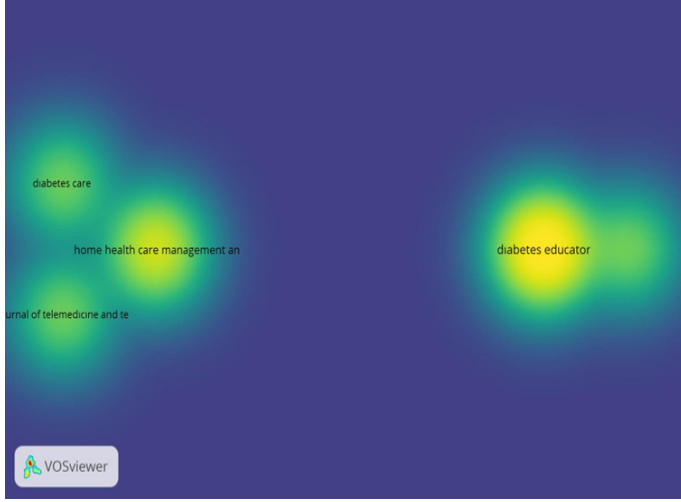 diabetes care
home health care management an
diabetes educator
urnal of telemedicine and te
VOSviewer